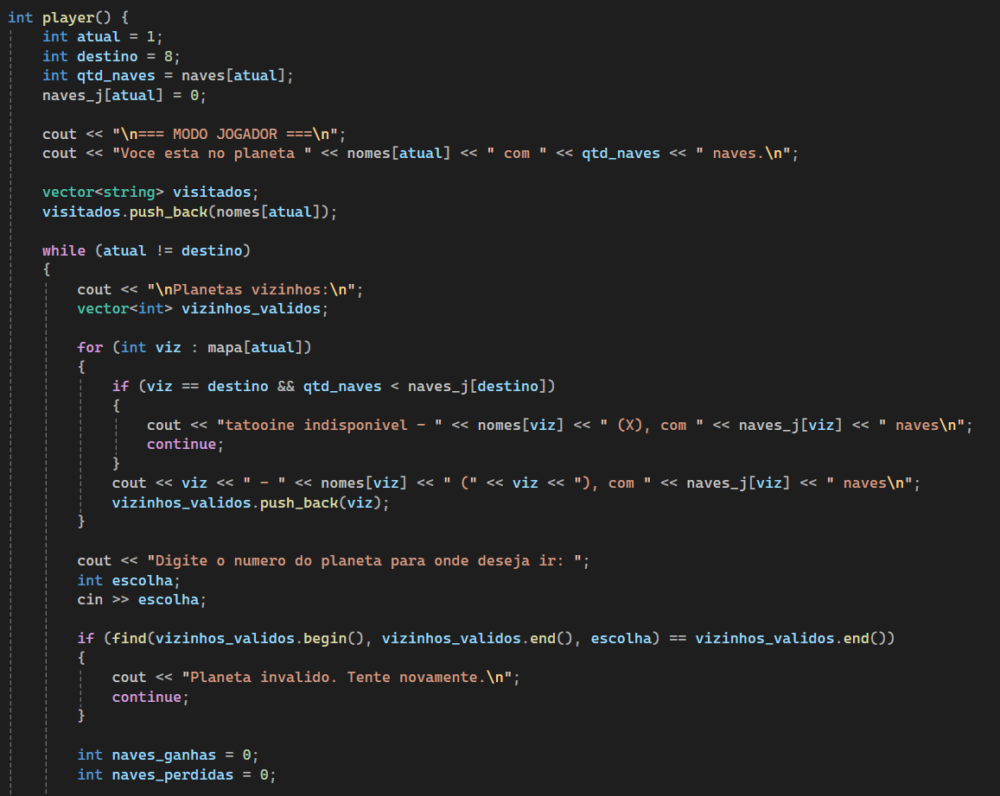 int player() {
    int atual = 1;
    int destino = 8;
    int qtd_naves = naves[atual];
    naves_j[atual] = 0;

    cout << "\n=== MODO JOGADOR ===\n";
    cout << "Voce esta no planeta " << nomes[atual] << " com " << qtd_naves << " naves.\n";

    vector<string> visitados;
    visitados.push_back(nomes[atual]);

    while (atual != destino)
    {
        cout << "\nPlanetas vizinhos:\n";
        vector<int> vizinhos_validos;

        for (int viz : mapa[atual])
        {
            if (viz == destino && qtd_naves < naves_j[destino])
            {
                cout << "tatooine indisponivel - " << nomes[viz] << " (X), com " << naves_j[viz] << " naves\n";
                continue;
            }
            cout << viz << " - " << nomes[viz] << " (" << viz << "), com " << naves_j[viz] << " naves\n";
            vizinhos_validos.push_back(viz);
        }

        cout << "Digite o numero do planeta para onde deseja ir: ";
        int escolha;
        cin >> escolha;

        if (find(vizinhos_validos.begin(), vizinhos_validos.end(), escolha) == vizinhos_validos.end())
        {
            cout << "Planeta invalido. Tente novamente.\n";
            continue;
        }

        int naves_ganhas = 0;
        int naves_perdidas = 0;